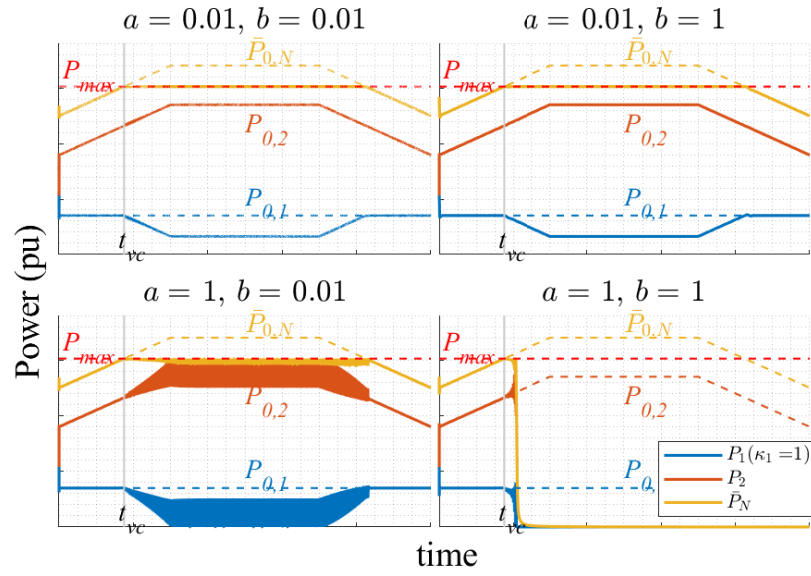 a = 0.01, b = 0.01
a = 0.01, b = 1
P̄0,N
Pmax
P0,2
P0,1
tvc
P̄0,N
Pmax
P0,2
P0,1
tvc
Power (pu)
a = 1, b = 0.01
a = 1, b = 1
P̄0,N
Pmax
P0,2
P0,1
tvc
P̄0,N
Pmax
P0,2
P0,
tvc
P1(κ1 =1)
P2
P̄N
time